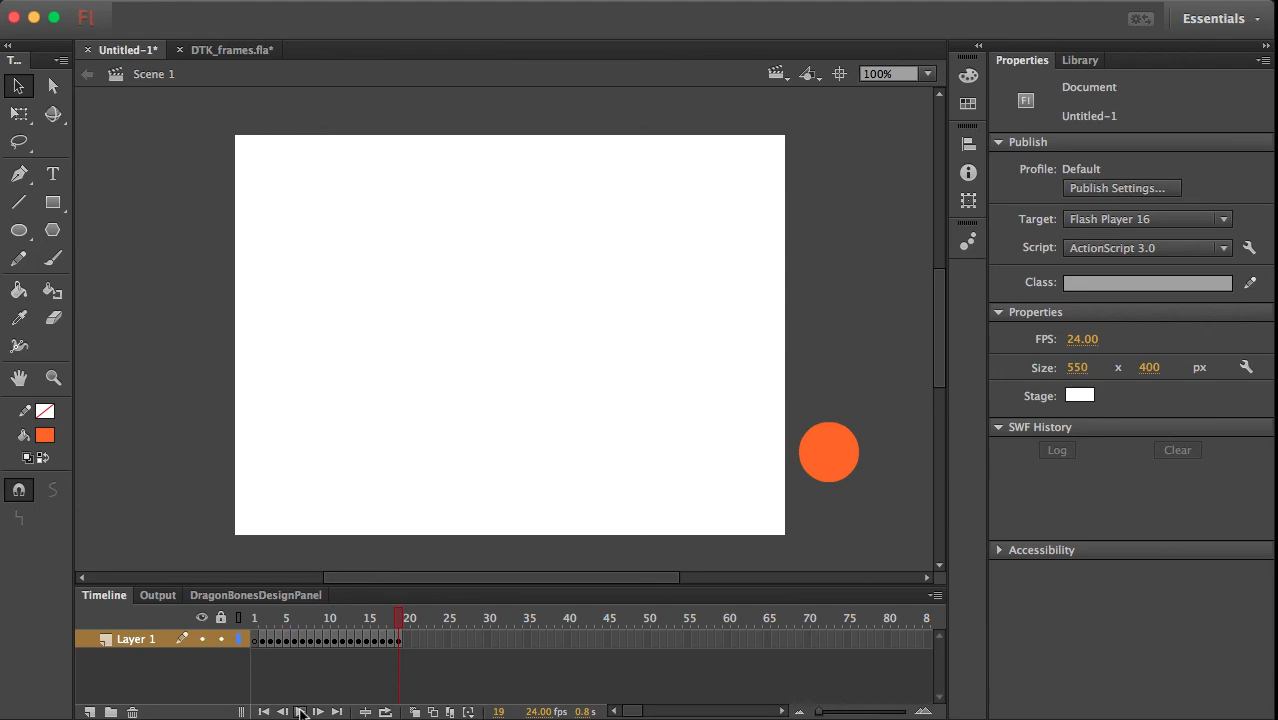 Fl
Essentials
Untitled-1*
DTK_frames.fla*
T...
Scene 1
100%
Properties
Library
Fl
Document
Untitled-1
Publish
Profile: Default
Publish Settings...
Target: Flash Player 16
Script: ActionScript 3.0
Class:
Properties
FPS: 24.00
Size: 550 x 400 px
Stage:
SWF History
Log
Clear
Accessibility
T
S
Timeline
Output
DragonBonesDesignPanel
1 5 10 15 20 25 30 35 40 45 50 55 60 65 70 75 80 8
Layer 1
19 24.00 fps 0.8 s